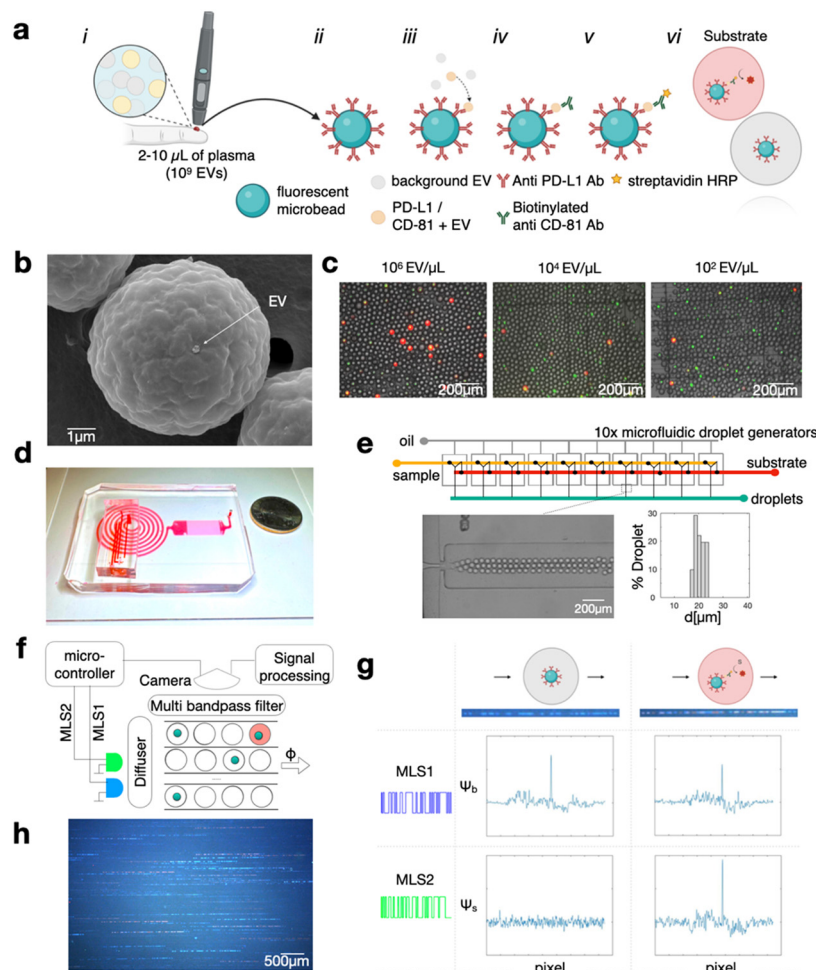 a
i
ii
iii
iv
v
vi
Substrate
2-10 µL of plasma
(10⁹ EVs)
fluorescent
microbead
background EV
PD-L1 /
CD-81 + EV
Anti PD-L1 Ab
Biotinylated
anti CD-81 Ab
streptavidin HRP
b
EV
1µm
c
10⁶ EV/µL
10⁴ EV/µL
10² EV/µL
200µm
200µm
200µm
d
e
oil
10x microfluidic droplet generators
sample
substrate
droplets
200µm
% Droplet
30
20
10
0
10
20
30
40
d[µm]
f
micro-
controller
Camera
Signal
processing
MLS2
MLS1
Multi bandpass filter
Diffuser
ϕ
g
MLS1
Ψb
MLS2
Ψs
pixel
pixel
h
500µm